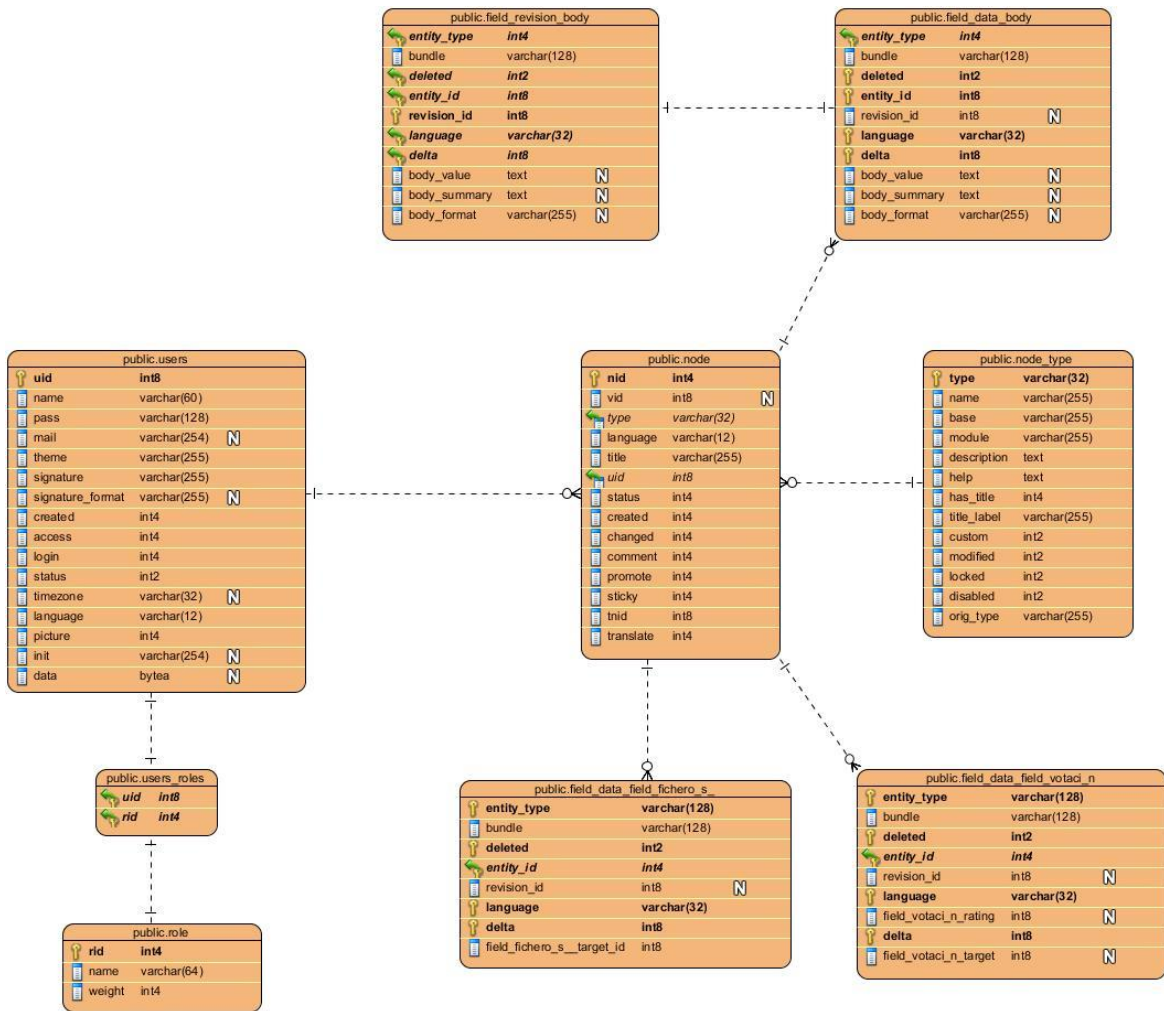 public.field_revision_body
entity_type int4
bundle varchar(128)
deleted int2
entity_id int8
revision_id int8
language varchar(32)
delta int8
body_value text N
body_summary text N
body_format varchar(255) N
public.field_data_body
entity_type int4
bundle varchar(128)
deleted int2
entity_id int8
revision_id int8 N
language varchar(32)
delta int8
body_value text N
body_summary text N
body_format varchar(255) N
public.users
uid int8
name varchar(60)
pass varchar(128)
mail varchar(254) N
theme varchar(255)
signature varchar(255)
signature_format varchar(255) N
created int4
access int4
login int4
status int2
timezone varchar(32) N
language varchar(12)
picture int4
init varchar(254) N
data bytea N
public.node
nid int4
vid int8 N
type varchar(32)
language varchar(12)
title varchar(255)
uid int8
status int4
created int4
changed int4
comment int4
promote int4
sticky int4
tnid int8
translate int4
public.node_type
type varchar(32)
name varchar(255)
base varchar(255)
module varchar(255)
description text
help text
has_title int4
title_label varchar(255)
custom int2
modified int2
locked int2
disabled int2
orig_type varchar(255)
public.users_roles
uid int8
rid int4
public.role
rid int4
name varchar(64)
weight int4
public.field_data_field_fichero_s_
entity_type varchar(128)
bundle varchar(128)
deleted int2
entity_id int4
revision_id int8 N
language varchar(32)
delta int8
field_fichero_s__target_id int8
public.field_data_field_votaci_n
entity_type varchar(128)
bundle varchar(128)
deleted int2
entity_id int4
revision_id int8 N
language varchar(32)
field_votaci_n_rating int8 N
delta int8
field_votaci_n_target int8 N